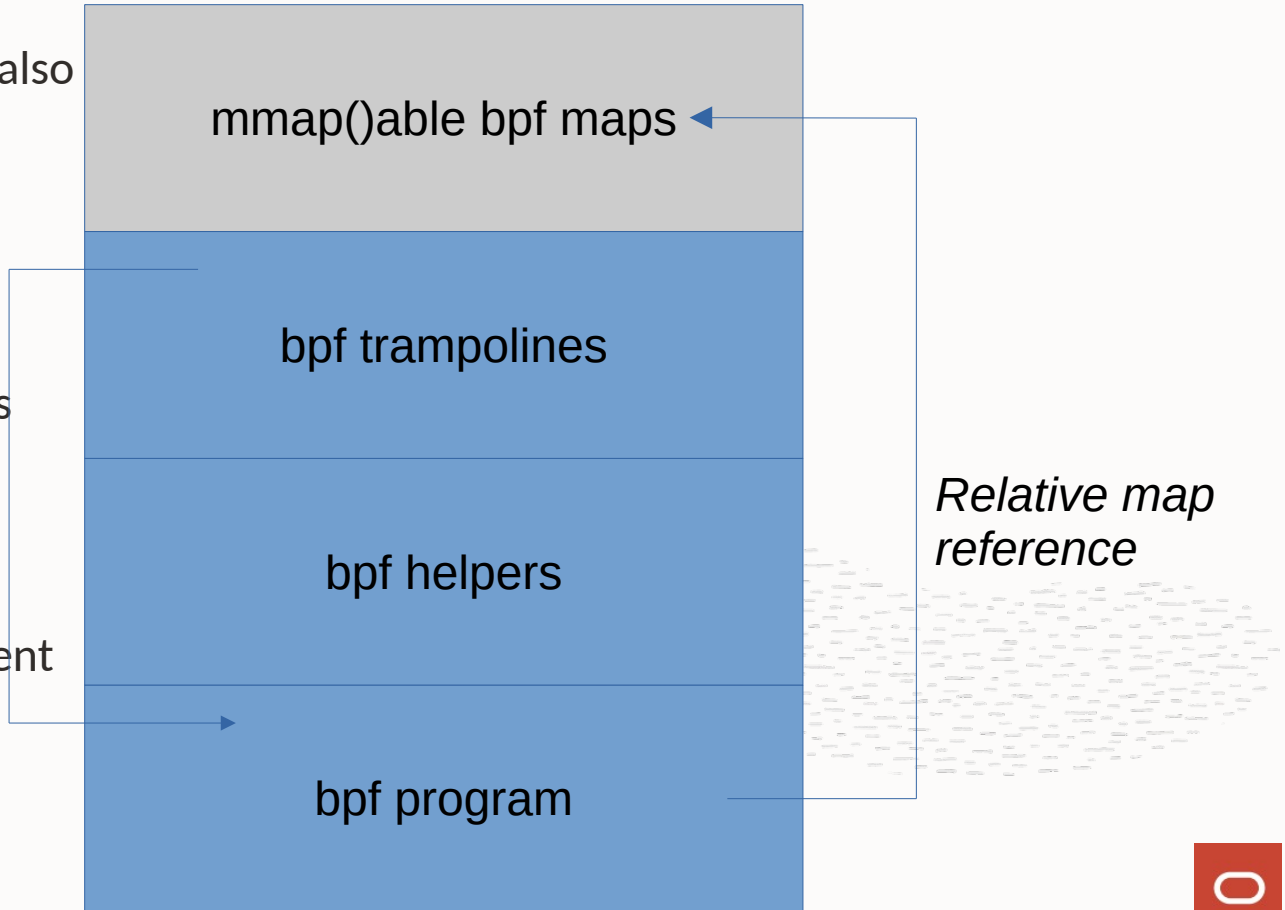 also
mmap()able bpf maps
bpf trampolines
s
Relative map
reference
bpf helpers
ent
bpf program